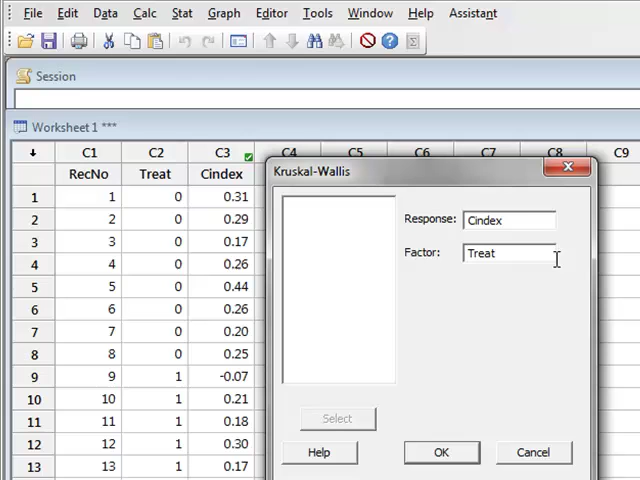 File Edit Data Calc Stat Graph Editor Tools Window Help Assistant
Session
Worksheet 1 ***
C1 C2 C3 C4 C5 C6 C7 C8 C9
RecNo Treat Cindex
1 1 0 0.31
2 2 0 0.29
3 3 0 0.17
4 4 0 0.26
5 5 0 0.44
6 6 0 0.26
7 7 0 0.20
8 8 0 0.25
9 9 1 -0.07
10 10 1 0.21
11 11 1 0.18
12 12 1 0.30
13 13 1 0.17
Kruskal-Wallis
Response: Cindex
Factor: Treat
Select
Help OK Cancel